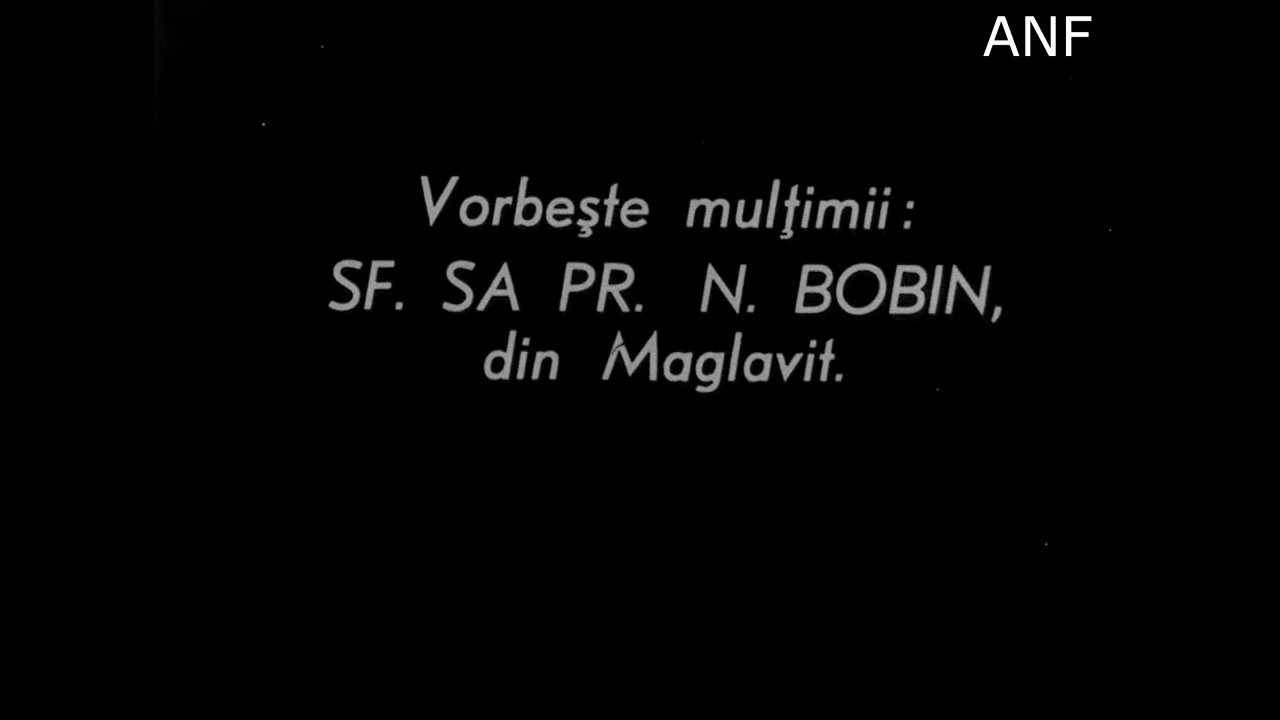 ANF
Vorbeşte mulţimii:
SF. SA PR. N. BOBIN,
din Maglavit.